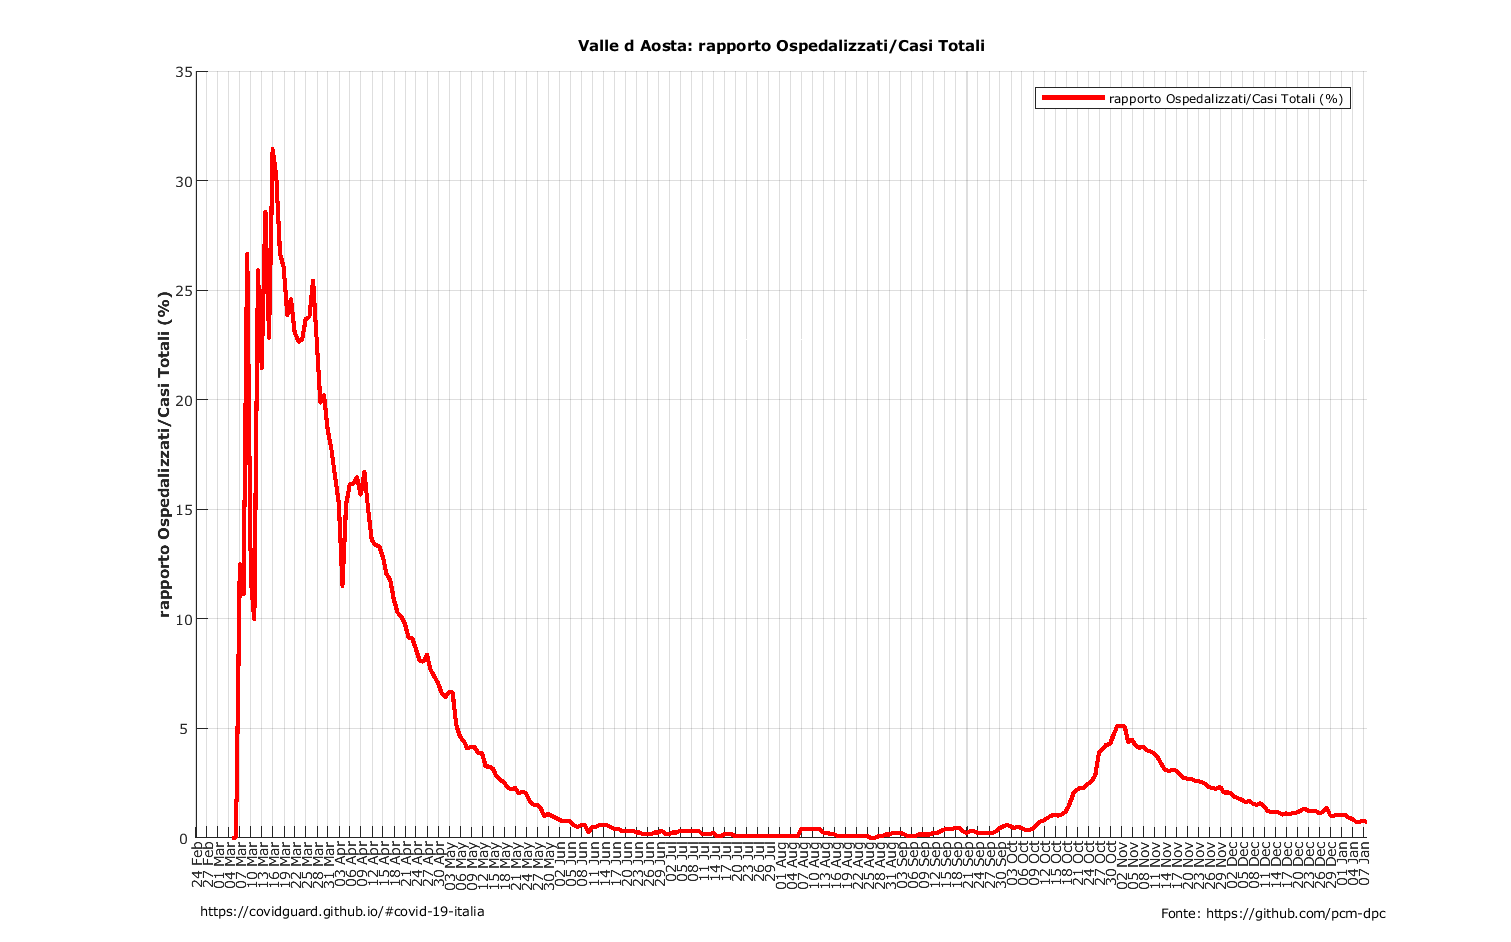 Valle d Aosta: rapporto Ospedalizzati/Casi Totali
rapporto Ospedalizzati/Casi Totali (%)
rapporto Ospedalizzati/Casi Totali (%)
35
30
25
20
15
10
5
0
24 Feb
27 Feb
01 Mar
04 Mar
07 Mar
10 Mar
13 Mar
16 Mar
19 Mar
22 Mar
25 Mar
28 Mar
31 Mar
03 Apr
06 Apr
09 Apr
12 Apr
15 Apr
18 Apr
21 Apr
24 Apr
27 Apr
30 Apr
03 May
06 May
09 May
12 May
15 May
18 May
21 May
24 May
27 May
30 May
02 Jun
05 Jun
08 Jun
11 Jun
14 Jun
17 Jun
20 Jun
23 Jun
26 Jun
29 Jun
02 Jul
05 Jul
08 Jul
11 Jul
14 Jul
17 Jul
20 Jul
23 Jul
26 Jul
29 Jul
01 Aug
04 Aug
07 Aug
10 Aug
13 Aug
16 Aug
19 Aug
22 Aug
25 Aug
28 Aug
31 Aug
03 Sep
06 Sep
09 Sep
12 Sep
15 Sep
18 Sep
21 Sep
24 Sep
27 Sep
30 Sep
03 Oct
06 Oct
09 Oct
12 Oct
15 Oct
18 Oct
21 Oct
24 Oct
27 Oct
30 Oct
02 Nov
05 Nov
08 Nov
11 Nov
14 Nov
17 Nov
20 Nov
23 Nov
26 Nov
29 Nov
02 Dec
05 Dec
08 Dec
11 Dec
14 Dec
17 Dec
20 Dec
23 Dec
26 Dec
29 Dec
01 Jan
04 Jan
07 Jan
https://covidguard.github.io/#covid-19-italia
Fonte: https://github.com/pcm-dpc